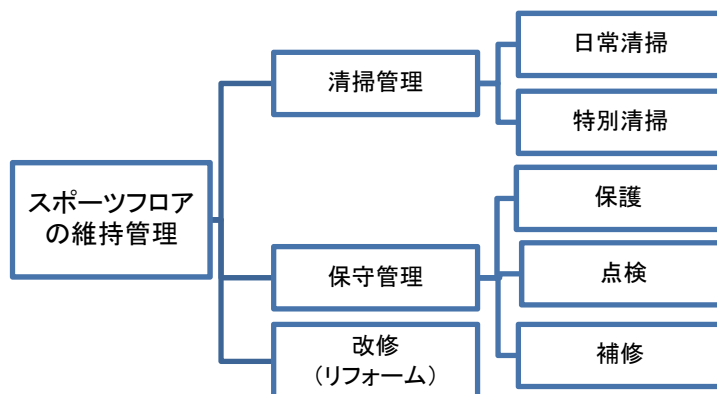 日常清掃
清掃管理
特別清掃
スポーツフロア
の維持管理
保護
保守管理
点検
改修
（リフォーム）
補修